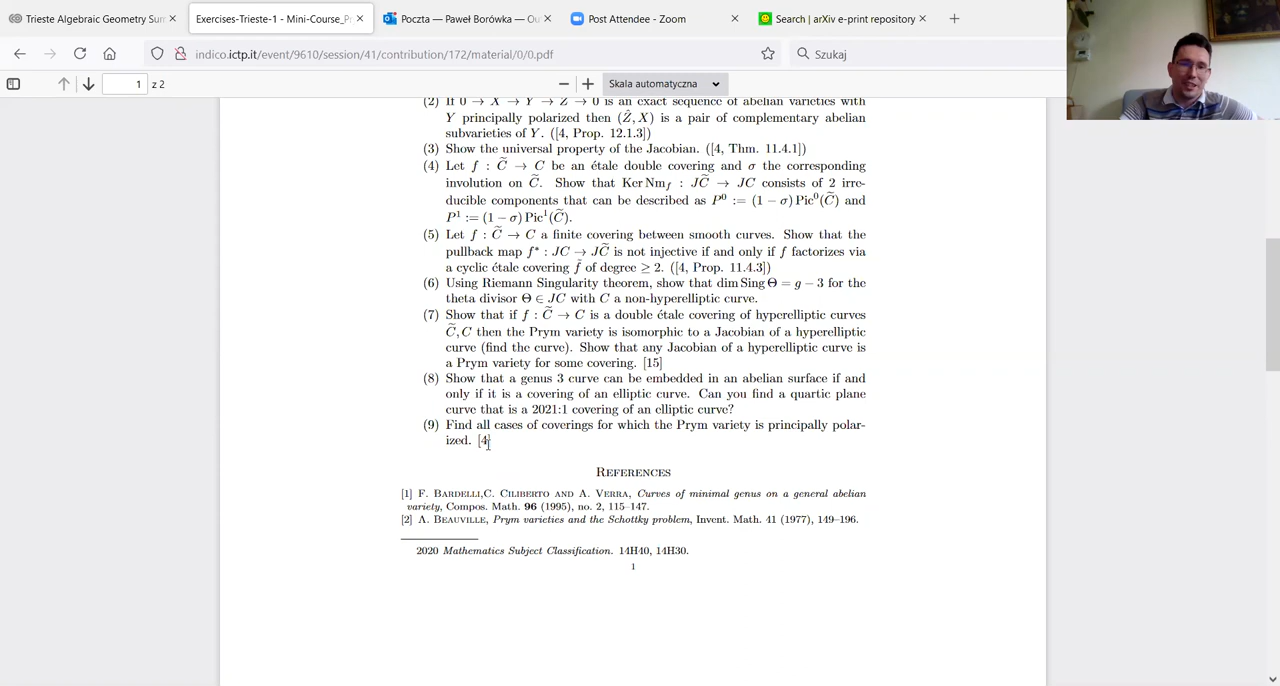 Trieste Algebraic Geometry Sum
Exercises-Trieste-1 - Mini-Course_P
Poczta — Paweł Borówka — Ou
Post Attendee - Zoom
Search | arXiv e-print repository
indico.ictp.it/event/9610/session/41/contribution/172/material/0/0.pdf
Szukaj
1 z 2
Skala automatyczna
(2) If 0 → X → Y → Z → 0 is an exact sequence of abelian varieties with
Y principally polarized then (Ẑ, X) is a pair of complementary abelian
subvarieties of Y. ([4, Prop. 12.1.3])
(3) Show the universal property of the Jacobian. ([4, Thm. 11.4.1])
(4) Let f : C̃ → C be an étale double covering and σ the corresponding
involution on C̃. Show that Ker Nm_f : JC̃ → JC consists of 2 irre-
ducible components that can be described as P⁰ := (1 − σ) Pic⁰(C̃) and
P¹ := (1 − σ) Pic¹(C̃).
(5) Let f : C̃ → C a finite covering between smooth curves. Show that the
pullback map f* : JC → JC̃ is not injective if and only if f factorizes via
a cyclic étale covering f̄ of degree ≥ 2. ([4, Prop. 11.4.3])
(6) Using Riemann Singularity theorem, show that dim Sing Θ = g − 3 for the
theta divisor Θ ∈ JC with C a non-hyperelliptic curve.
(7) Show that if f : C̃ → C is a double étale covering of hyperelliptic curves
C̃, C then the Prym variety is isomorphic to a Jacobian of a hyperelliptic
curve (find the curve). Show that any Jacobian of a hyperelliptic curve is
a Prym variety for some covering. [15]
(8) Show that a genus 3 curve can be embedded in an abelian surface if and
only if it is a covering of an elliptic curve. Can you find a quartic plane
curve that is a 2021:1 covering of an elliptic curve?
(9) Find all cases of coverings for which the Prym variety is principally polar-
ized. [4]
References
[1] F. Bardelli,C. Ciliberto and A. Verra, Curves of minimal genus on a general abelian
variety, Compos. Math. 96 (1995), no. 2, 115–147.
[2] A. Beauville, Prym varieties and the Schottky problem, Invent. Math. 41 (1977), 149–196.
2020 Mathematics Subject Classification. 14H40, 14H30.
1